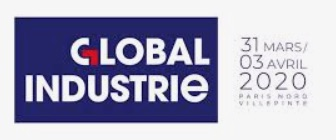 GLOBAL
INDUSTRIe
31 MARS/
03 AVRIL
2020
PARIS NORD
VILLEPINTE